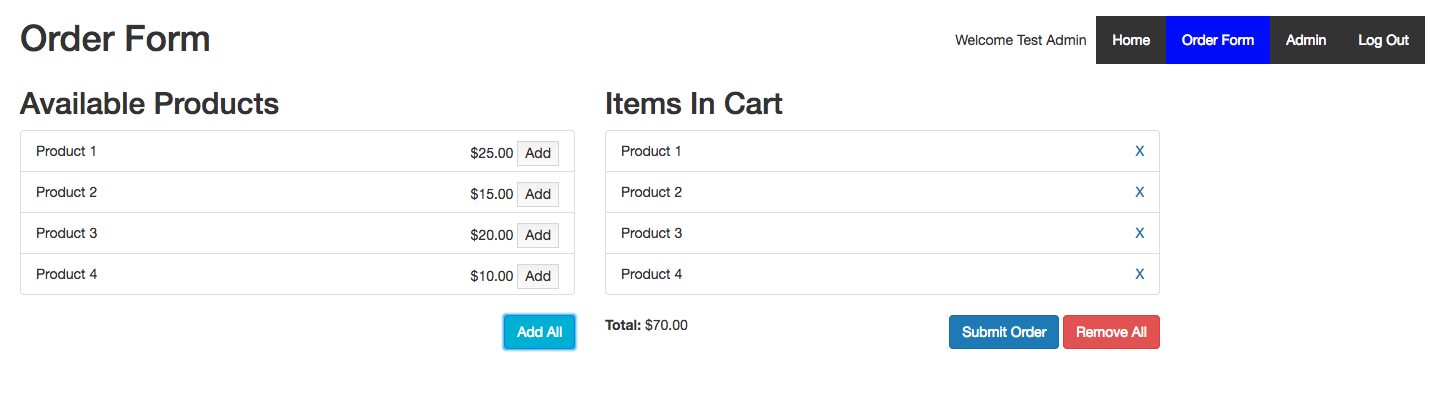 Order Form
Welcome Test Admin Home Order Form Admin Log Out
Available Products
Product 1 $25.00 Add
Product 2 $15.00 Add
Product 3 $20.00 Add
Product 4 $10.00 Add
Add All
Items In Cart
Product 1 X
Product 2 X
Product 3 X
Product 4 X
Total: $70.00 Submit Order Remove All